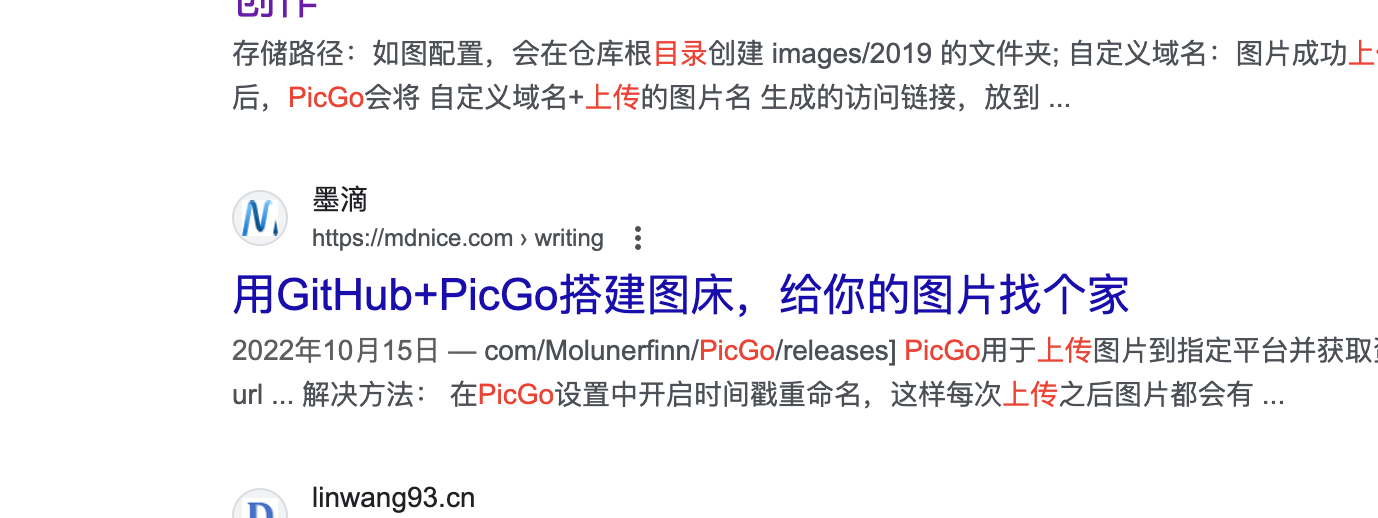 创作
存储路径：如图配置，会在仓库根目录创建 images/2019 的文件夹; 自定义域名：图片成功上
后，PicGo会将 自定义域名+上传的图片名 生成的访问链接，放到 ...
墨滴
https://mdnice.com › writing
用GitHub+PicGo搭建图床，给你的图片找个家
2022年10月15日 — com/Molunerfinn/PicGo/releases] PicGo用于上传图片到指定平台并获取
url ... 解决方法： 在PicGo设置中开启时间戳重命名，这样每次上传之后图片都会有 ...
linwang93.cn